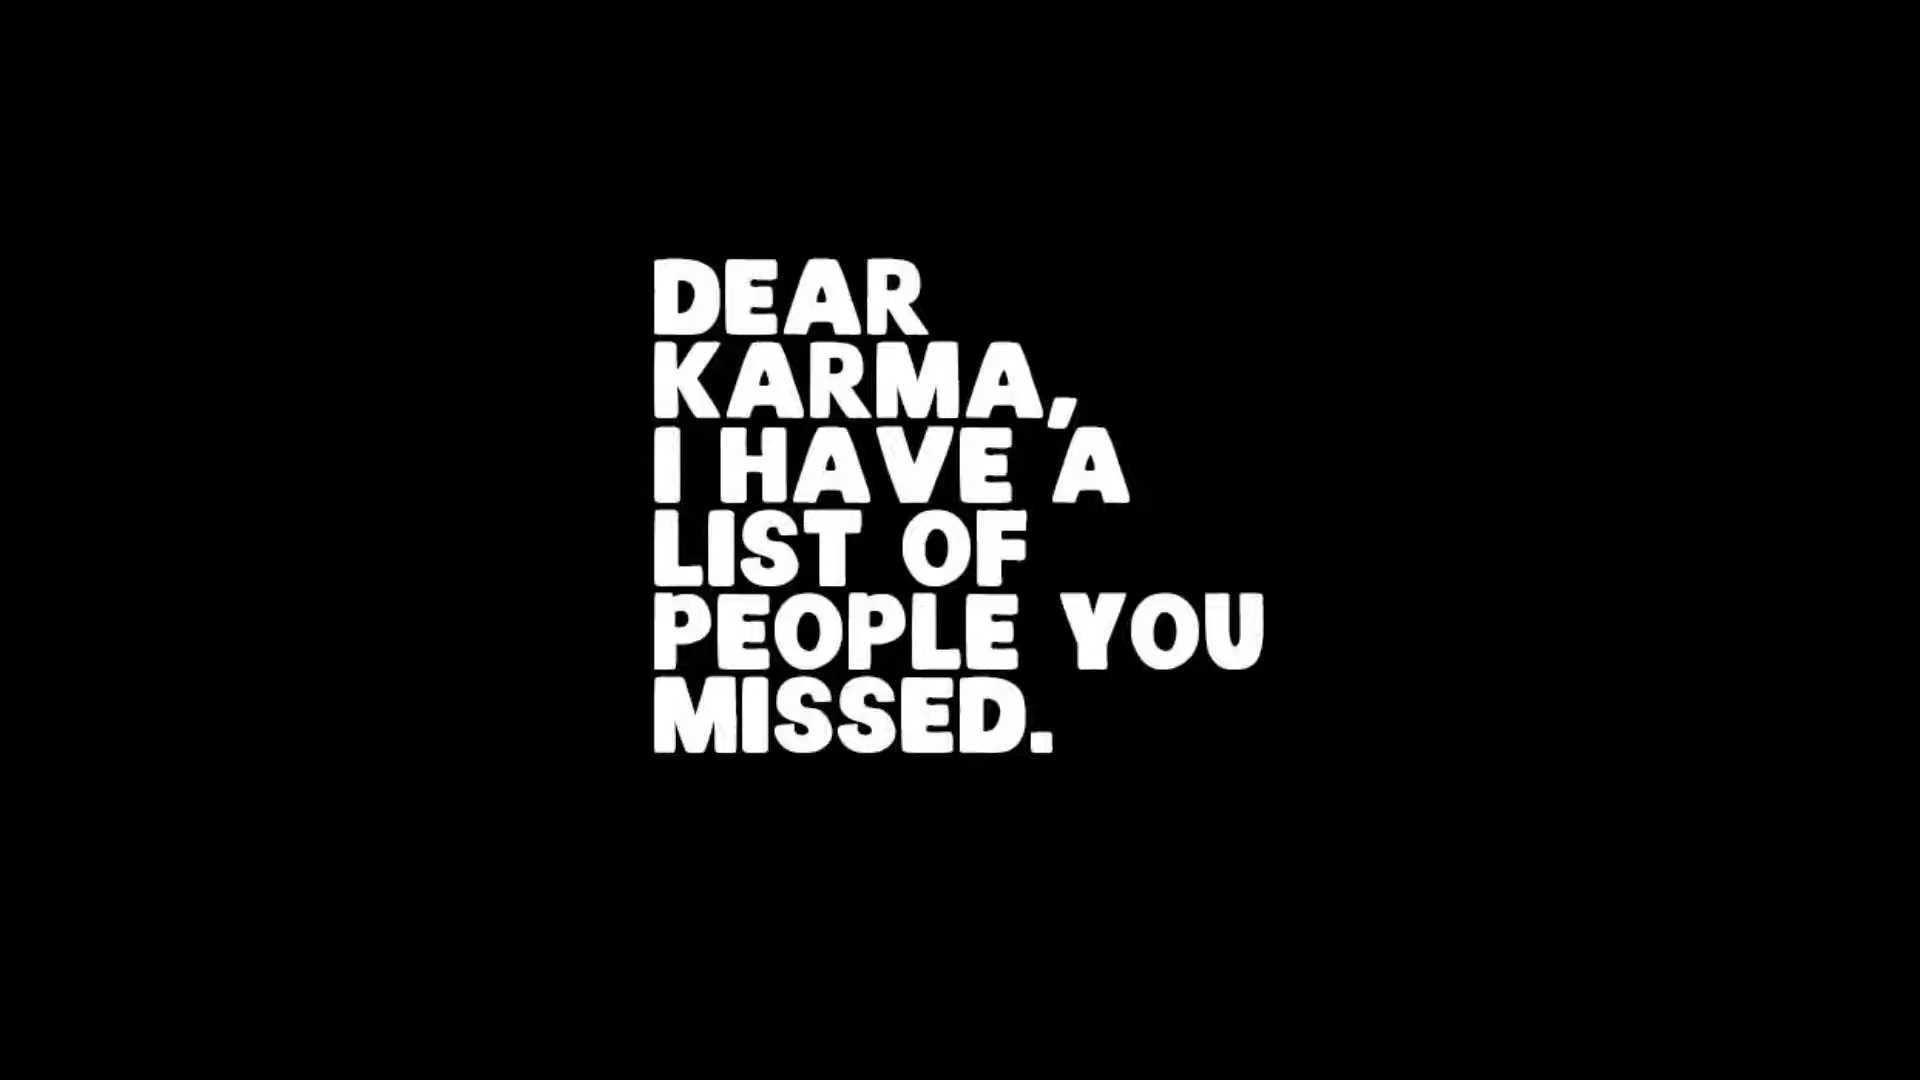 DEAR
KARMA,
I HAVE A
LIST OF
PEOPLE YOU
MISSED.